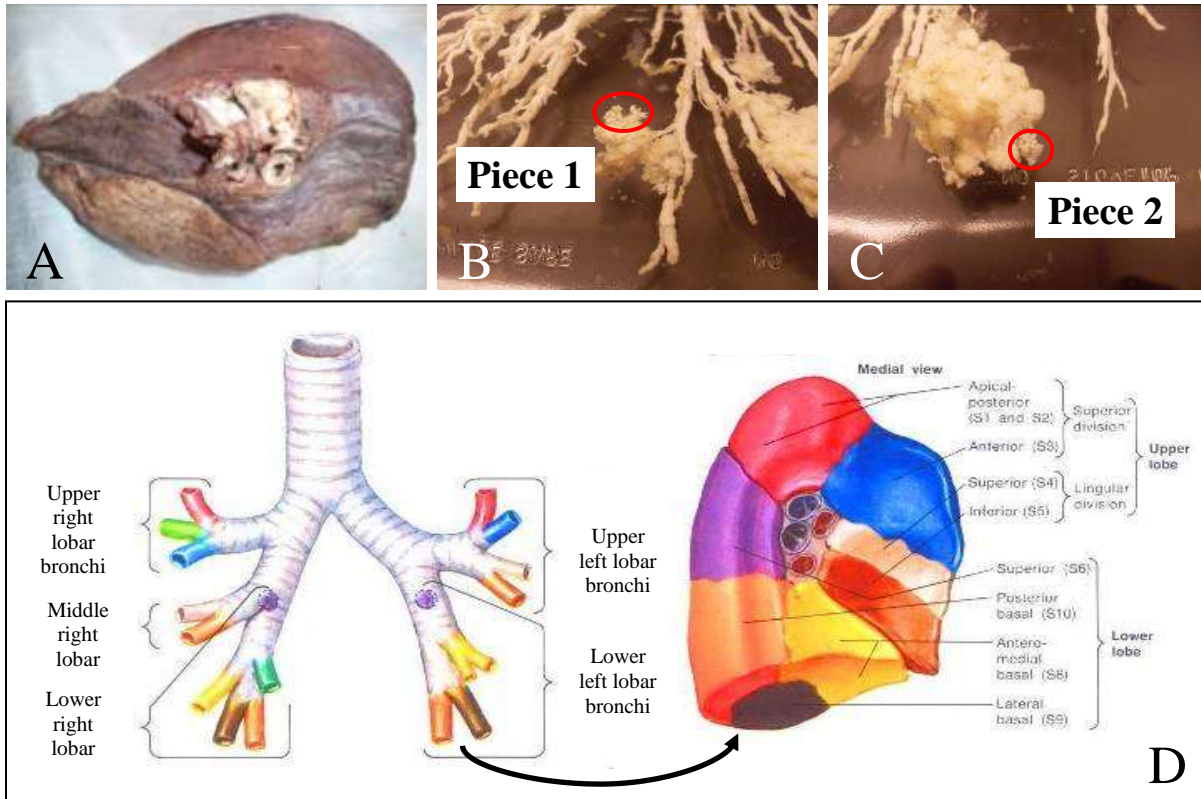 A
B
Piece 1
C
Piece 2
Upper
right
lobar
bronchi
Middle
right
lobar
Lower
right
lobar
Upper
left lobar
bronchi
Lower
left lobar
bronchi
Medial view
Apical-
posterior
(S1 and S2)
Superior
division
Anterior (S3)
Upper
lobe
Superior (S4)
Lingular
division
Inferior (S5)
Superior (S6)
Posterior
basal (S10)
Lower
lobe
Antero-
medial
basal (S8)
Lateral
basal (S9)
D